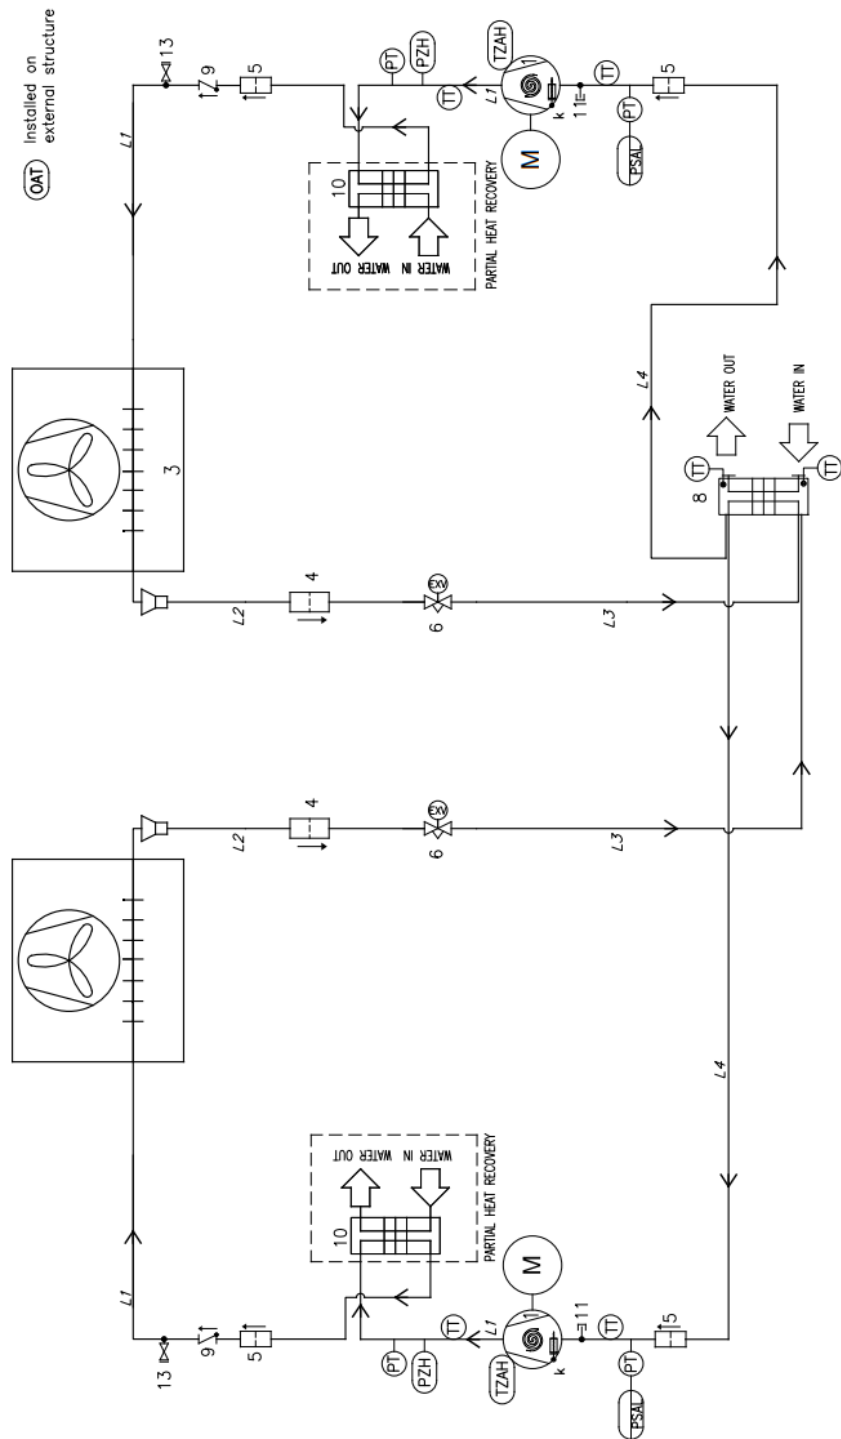 OAT
Installed on
external structure
13
9
5
L1
PT
PZH
TT
TZAH
L1
1
k
M
11
TT
PT
PSAL
5
10
WATER OUT
WATER IN
PARTIAL HEAT RECOVERY
3
L4
WATER OUT
WATER IN
TT
TT
8
L2
4
EXV
6
L3
L2
4
EXV
6
L3
L4
10
WATER OUT
WATER IN
PARTIAL HEAT RECOVERY
L1
13
9
5
PT
PZH
TT
TZAH
L1
1
k
M
11
TT
PT
PSAL
5